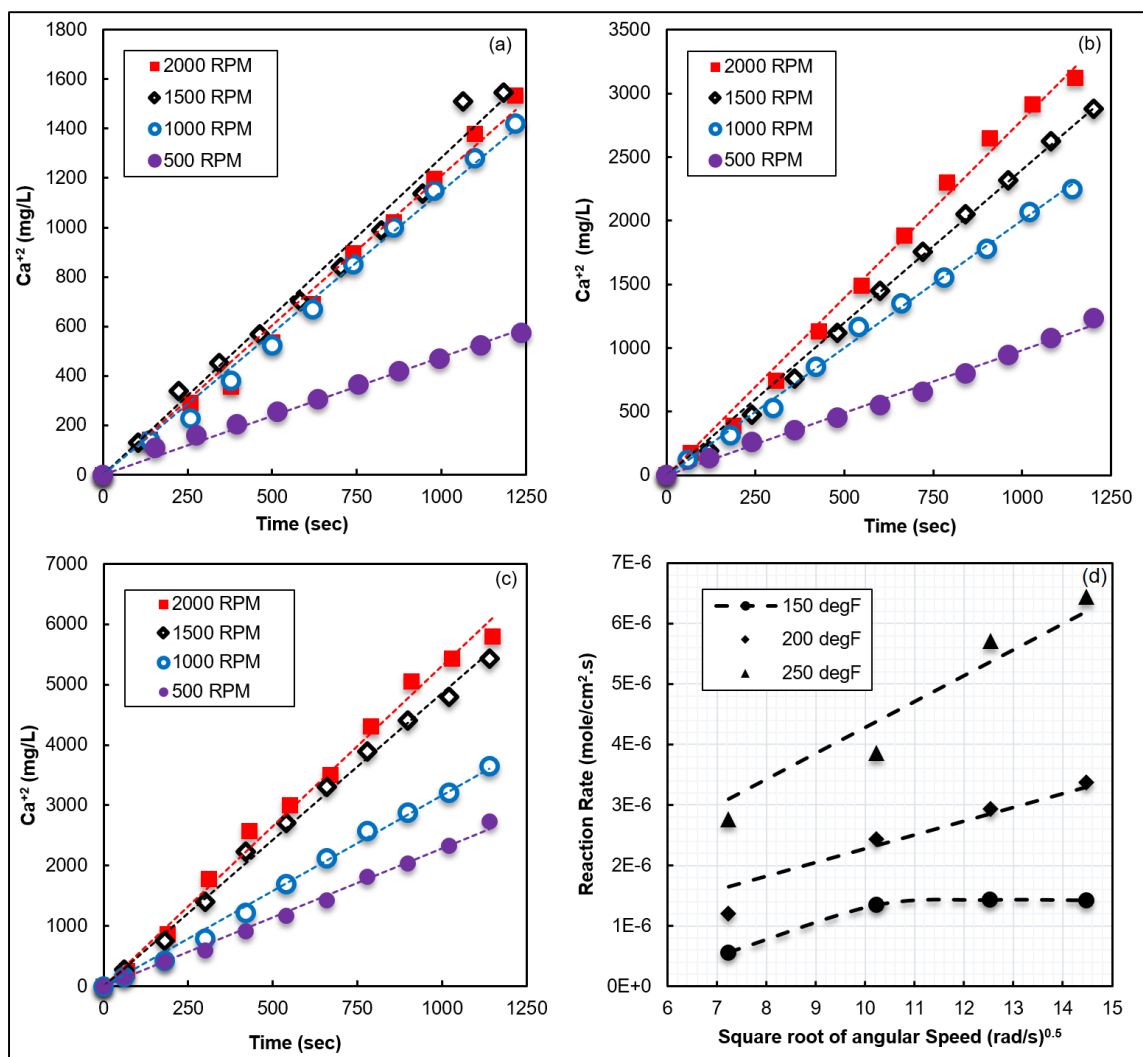 (a)
1800
1600
1400
1200
1000
800
600
400
200
0
Ca+2 (mg/L)
2000 RPM
1500 RPM
1000 RPM
500 RPM
0 250 500 750 1000 1250
Time (sec)
(b)
3500
3000
2500
2000
1500
1000
500
0
Ca+2 (mg/L)
2000 RPM
1500 RPM
1000 RPM
500 RPM
0 250 500 750 1000 1250
Time (sec)
(c)
7000
6000
5000
4000
3000
2000
1000
0
Ca+2 (mg/L)
2000 RPM
1500 RPM
1000 RPM
500 RPM
0 250 500 750 1000 1250
Time (sec)
(d)
7E-6
6E-6
5E-6
4E-6
3E-6
2E-6
1E-6
0E+0
Reaction Rate (mole/cm².s)
150 degF
200 degF
250 degF
6 7 8 9 10 11 12 13 14 15
Square root of angular Speed (rad/s)0.5